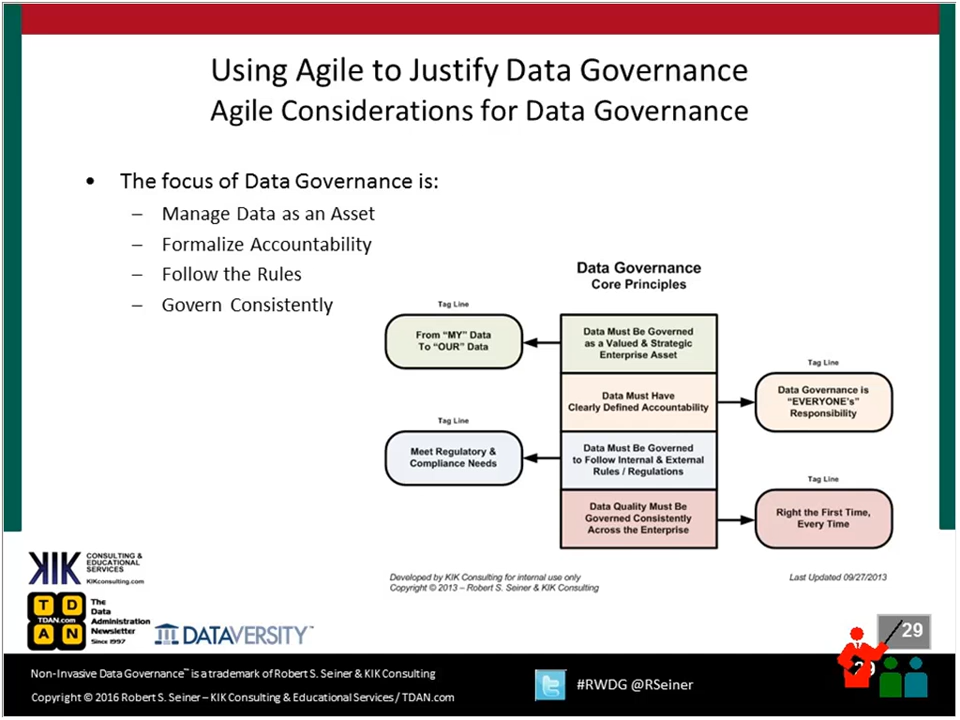 Using Agile to Justify Data Governance
Agile Considerations for Data Governance
• The focus of Data Governance is:
– Manage Data as an Asset
– Formalize Accountability
– Follow the Rules
– Govern Consistently
Data Governance
Core Principles
Tag Line
From “MY” Data
To “OUR” Data
Data Must Be Governed
as a Valued & Strategic
Enterprise Asset
Tag Line
Data Must Have
Clearly Defined Accountability
Data Governance is
“EVERYONE’s”
Responsibility
Tag Line
Meet Regulatory &
Compliance Needs
Data Must Be Governed
to Follow Internal & External
Rules / Regulations
Tag Line
Data Quality Must Be
Governed Consistently
Across the Enterprise
Right the First Time,
Every Time
Developed by KIK Consulting for internal use only
Copyright © 2013 – Robert S. Seiner & KIK Consulting
Last Updated 09/27/2013
KIK
CONSULTING &
EDUCATIONAL
SERVICES
KIKconsulting.com
T D
TDAN.com
A N
The
Data
Administration
Newsletter
Since 1997
DATAVERSITY™
29
Non-Invasive Data Governance™ is a trademark of Robert S. Seiner & KIK Consulting
Copyright © 2016 Robert S. Seiner – KIK Consulting & Educational Services / TDAN.com
#RWDG @RSeiner